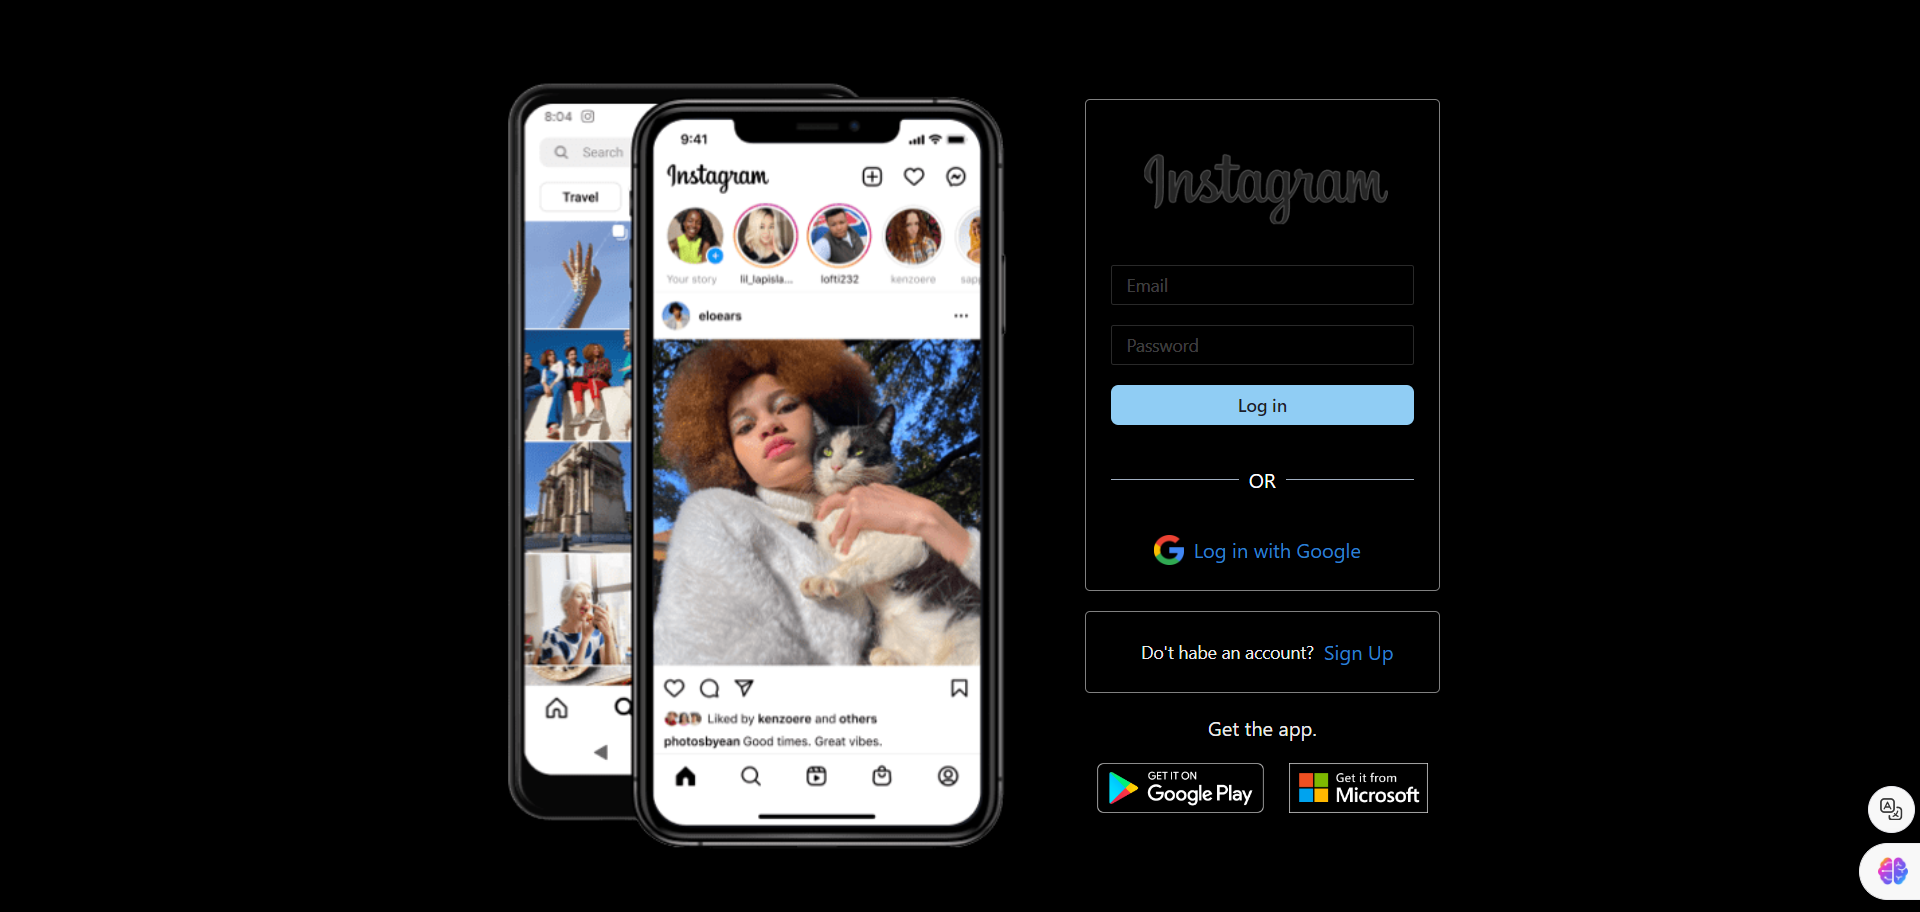 8:04
Search
Travel
9:41
Instagram
Your story
lil_lapisla...
lofti232
kenzoere
eloears
Liked by kenzoere and others
photosbyean Good times. Great vibes.
Instagram
Email
Password
Log in
OR
Log in with Google
Do't habe an account? Sign Up
Get the app.
GET IT ON
Google Play
Get it from
Microsoft